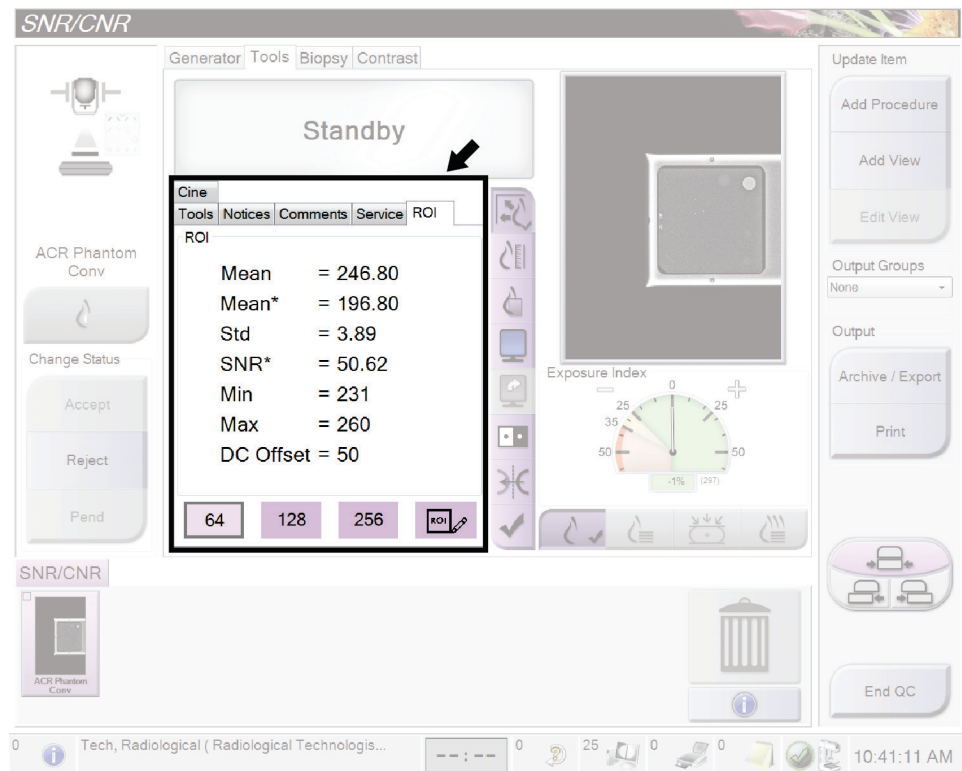 SNR/CNR
Generator Tools Biopsy Contrast
Standby
ACR Phantom
Conv
Change Status
Accept
Reject
Pend
Cine
Tools Notices Comments Service ROI
ROI
Mean = 246.80
Mean* = 196.80
Std = 3.89
SNR* = 50.62
Min = 231
Max = 260
DC Offset = 50
64 128 256 ROI
Exposure Index
0
25 25
35
50 50
-1% (297)
Update Item
Add Procedure
Add View
Edit View
Output Groups
None
Output
Archive / Export
Print
End QC
SNR/CNR
ACR Phantom
Conv
0 Tech, Radiological ( Radiological Technologis... --:-- 0 25 0 0 10:41:11 AM